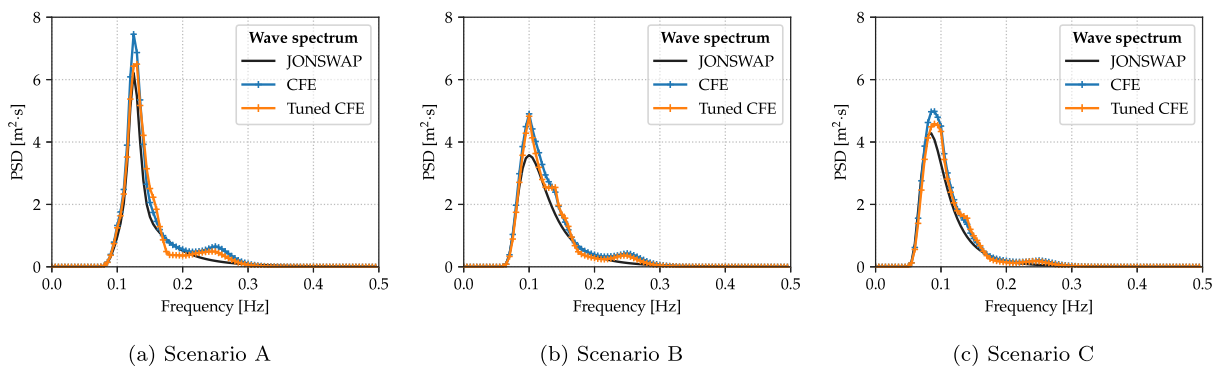 8
6
4
2
0
PSD [m²·s]
0.0 0.1 0.2 0.3 0.4 0.5
Frequency [Hz]
Wave spectrum
JONSWAP
CFE
Tuned CFE
(a) Scenario A
8
6
4
2
0
PSD [m²·s]
0.0 0.1 0.2 0.3 0.4 0.5
Frequency [Hz]
Wave spectrum
JONSWAP
CFE
Tuned CFE
(b) Scenario B
8
6
4
2
0
PSD [m²·s]
0.0 0.1 0.2 0.3 0.4 0.5
Frequency [Hz]
Wave spectrum
JONSWAP
CFE
Tuned CFE
(c) Scenario C